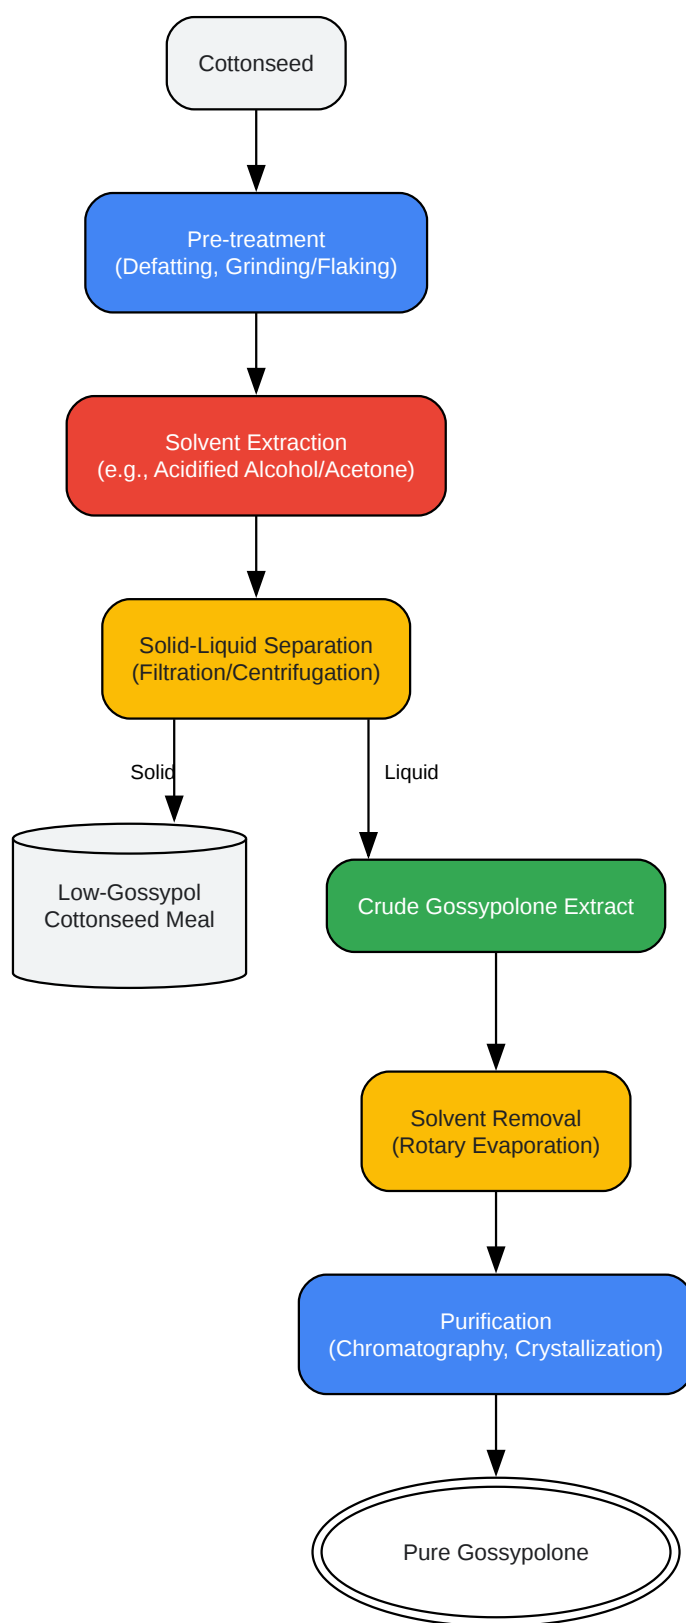 Cottonseed
Pre-treatment
(Defatting, Grinding/Flaking)
Solvent Extraction
(e.g., Acidified Alcohol/Acetone)
Solid-Liquid Separation
(Filtration/Centrifugation)
Solid
Liquid
Low-Gossypol
Cottonseed Meal
Crude Gossypolone Extract
Solvent Removal
(Rotary Evaporation)
Purification
(Chromatography, Crystallization)
Pure Gossypolone